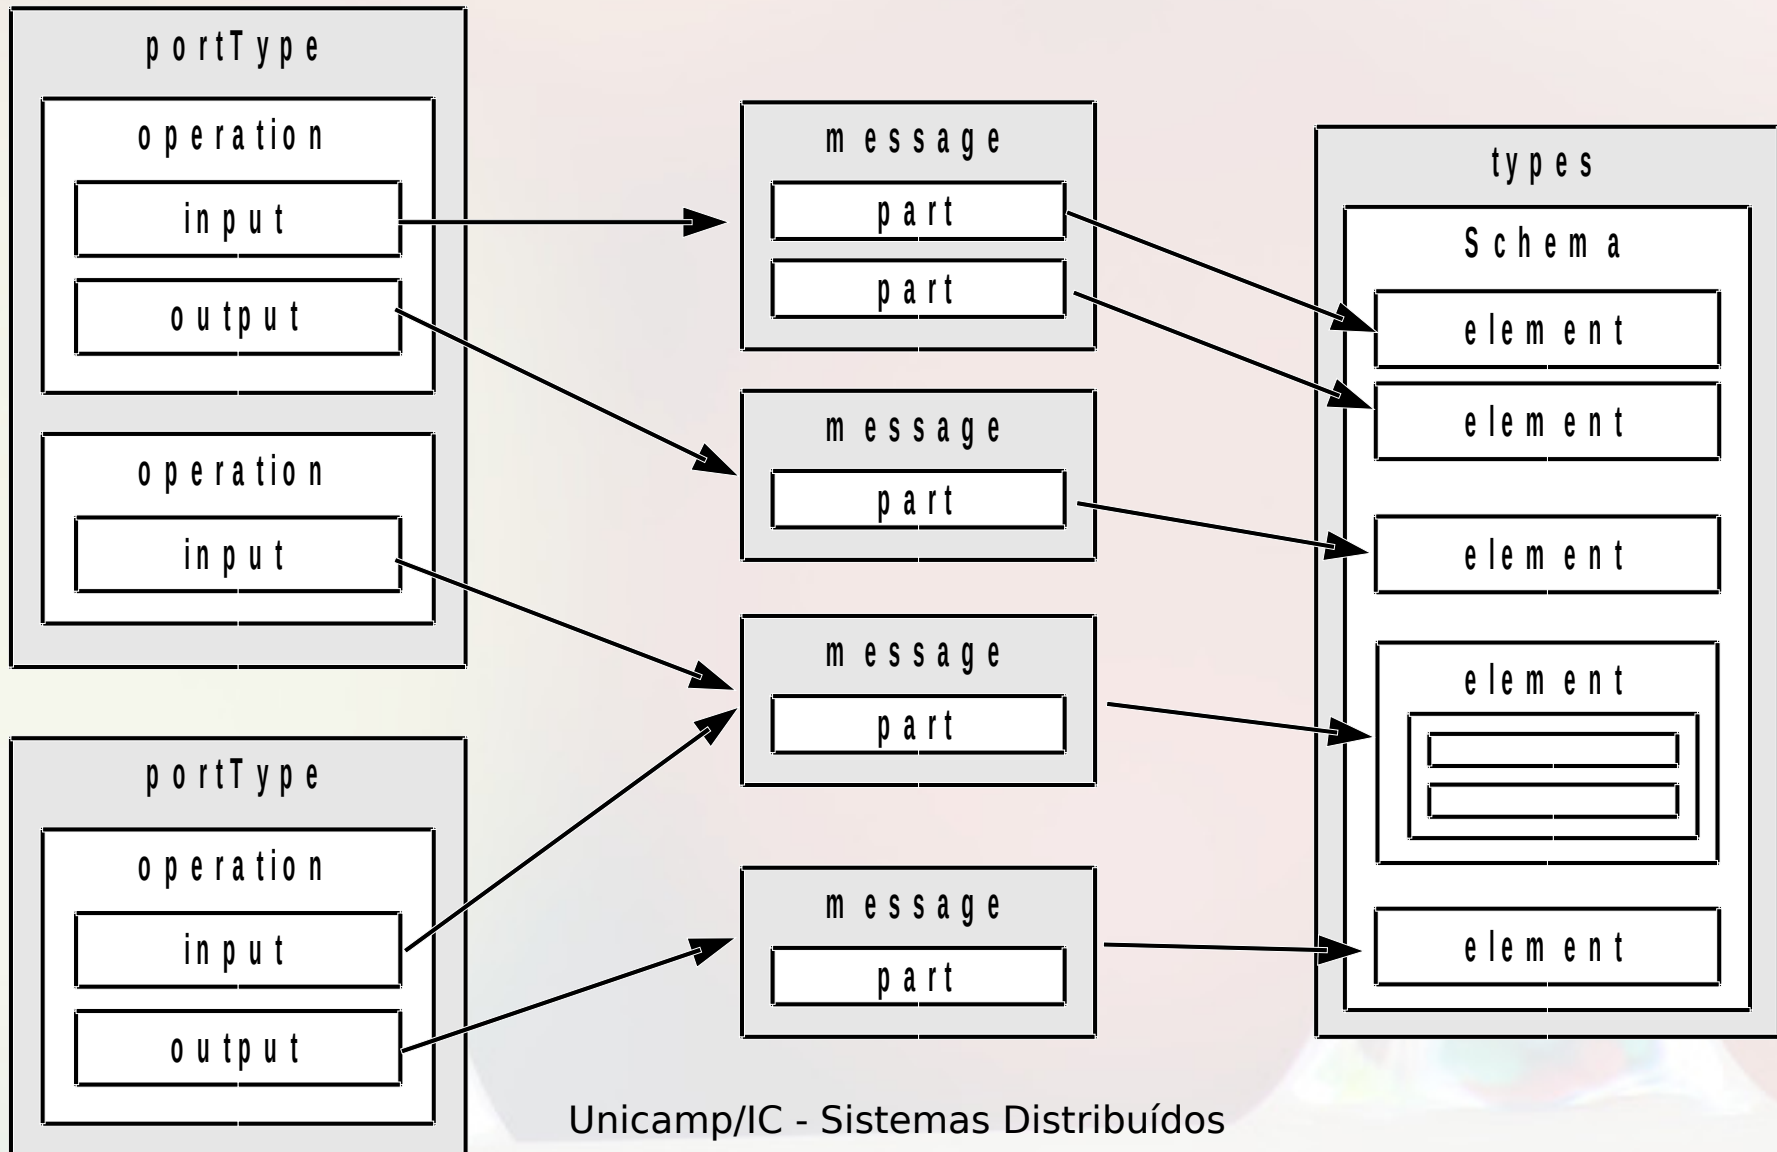 portType
operation
input
output
operation
input
portType
operation
input
output
message
part
part
message
part
message
part
message
part
types
Schema
element
element
element
element
element
Unicamp/IC - Sistemas Distribuídos